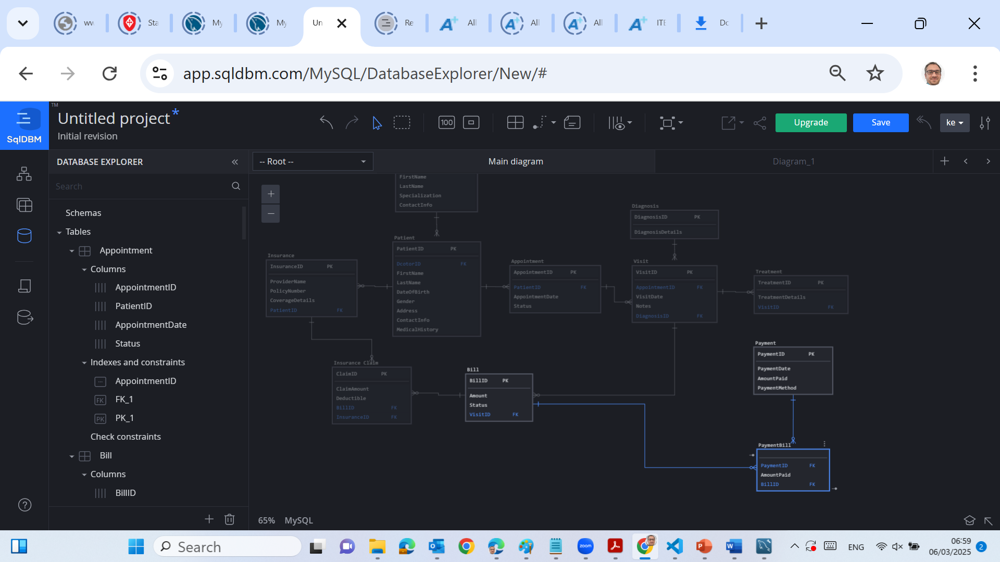 ww
Sta
My
My
Un
Re
All
All
All
ITE
Dc
app.sqldbm.com/MySQL/DatabaseExplorer/New/#
SqlDBM
TM
Untitled project*
Initial revision
100
Upgrade
Save
ke
DATABASE EXPLORER
-- Root --
Main diagram
Diagram_1
Search
Schemas
Tables
Appointment
Columns
AppointmentID
PatientID
AppointmentDate
Status
Indexes and constraints
AppointmentID
FK FK_1
PK PK_1
Check constraints
Bill
Columns
BillID
FirstName
LastName
Specialization
ContactInfo
Diagnosis
DiagnosisID PK
DiagnosisDetails
Patient
PatientID PK
DcotorID FK
FirstName
LastName
DateOfBirth
Gender
Address
ContactInfo
MedicalHistory
Insurance
InsuranceID PK
ProviderName
PolicyNumber
CoverageDetails
PatientID FK
Appointment
AppointmentID PK
PatientID FK
AppointmentDate
Status
Visit
VisitID PK
AppointmentID FK
VisitDate
Notes
DiagnosisID FK
Treatment
TreatmentID PK
TreatmentDetails
VisitID FK
Payment
PaymentID PK
PaymentDate
AmountPaid
PaymentMethod
Insurance Claim
ClaimID PK
ClaimAmount
Deductible
BillID FK
InsuranceID FK
Bill
BillID PK
Amount
Status
VisitID FK
PaymentBill
PaymentID FK
AmountPaid
BillID FK
65% MySQL
Search
zoom
ENG
06:59
06/03/2025
2